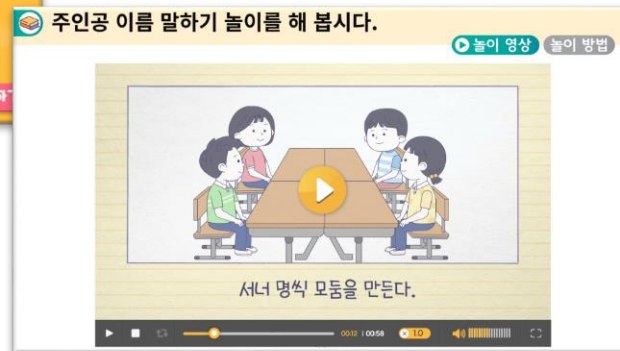 주인공 이름 말하기 놀이를 해 봅시다.
놀이 영상 놀이 방법
서너 명씩 모둠을 만든다.
00:12 | 00:58 1.0